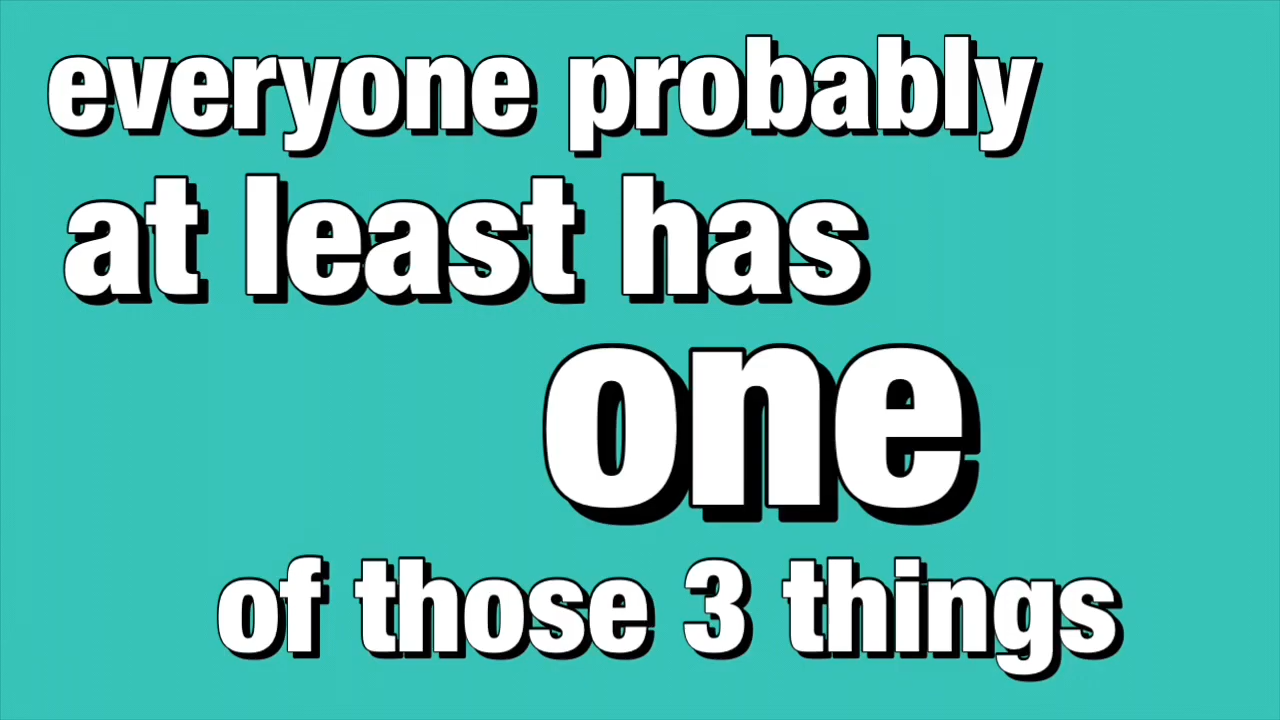 everyone probably
at least has
one
of those 3 things